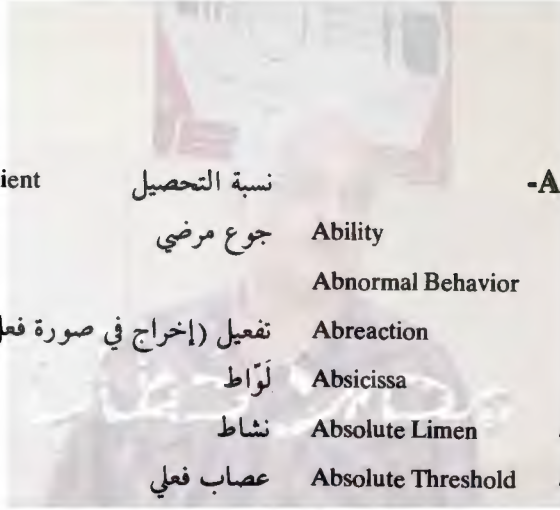 -A
ient نسبة التحصيل
Ability جوع مرضي
Abnormal Behavior
Abreaction تفعيل (إخراج في صورة فعل
Absicissa لَوّاط
Absolute Limen نشاط
Absolute Threshold عصاب فعلي